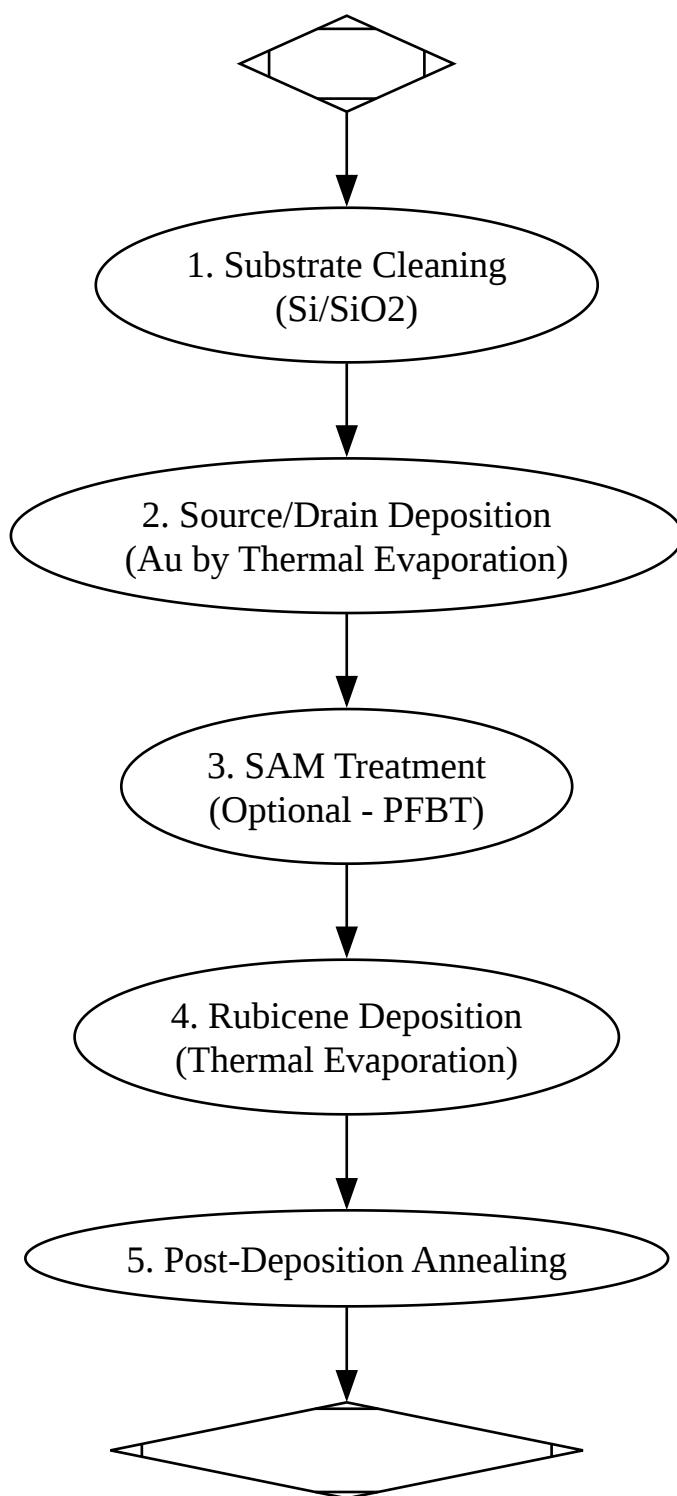 1. Substrate Cleaning
(Si/SiO2)
2. Source/Drain Deposition
(Au by Thermal Evaporation)
3. SAM Treatment
(Optional - PFBT)
4. Rubicene Deposition
(Thermal Evaporation)
5. Post-Deposition Annealing